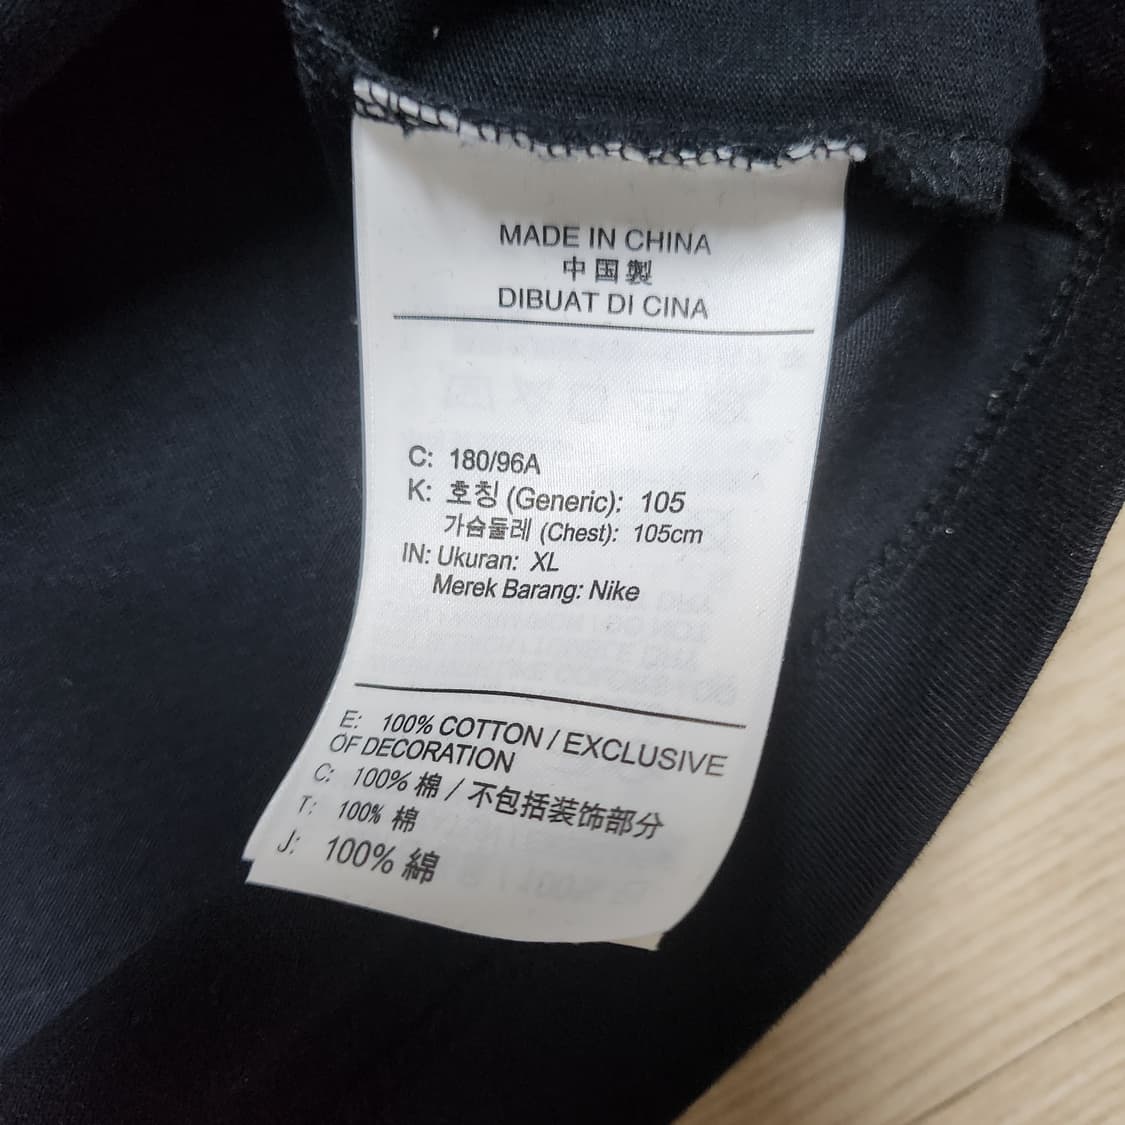 MADE IN CHINA
中国製
DIBUAT DI CINA
C: 180/96A
K: 호칭 (Generic): 105
가슴둘레 (Chest): 105cm
IN: Ukuran: XL
Merek Barang: Nike
E: 100% COTTON / EXCLUSIVE
OF DECORATION
C: 100% 棉 / 不包括装饰部分
T: 100% 棉
J: 100% 綿